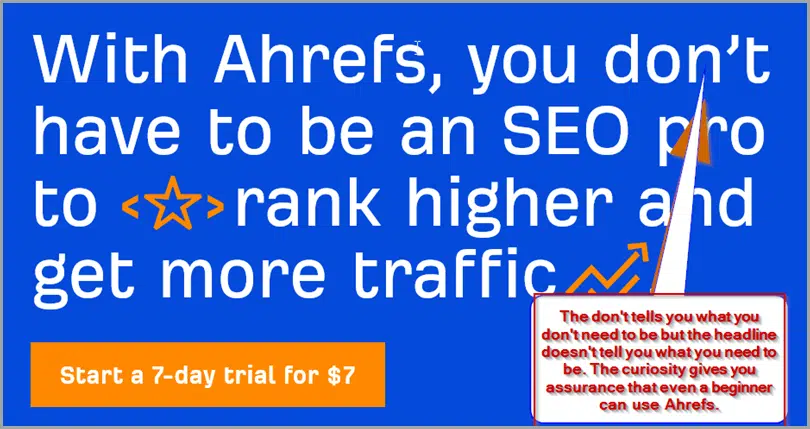 With Ahrefs, you don't
have to be an SEO pro
to <☆> rank higher and
get more traffic
Start a 7-day trial for $7
The don't tells you what you
don't need to be but the headline
doesn't tell you what you need to
be. The curiosity gives you
assurance that even a beginner
can use Ahrefs.